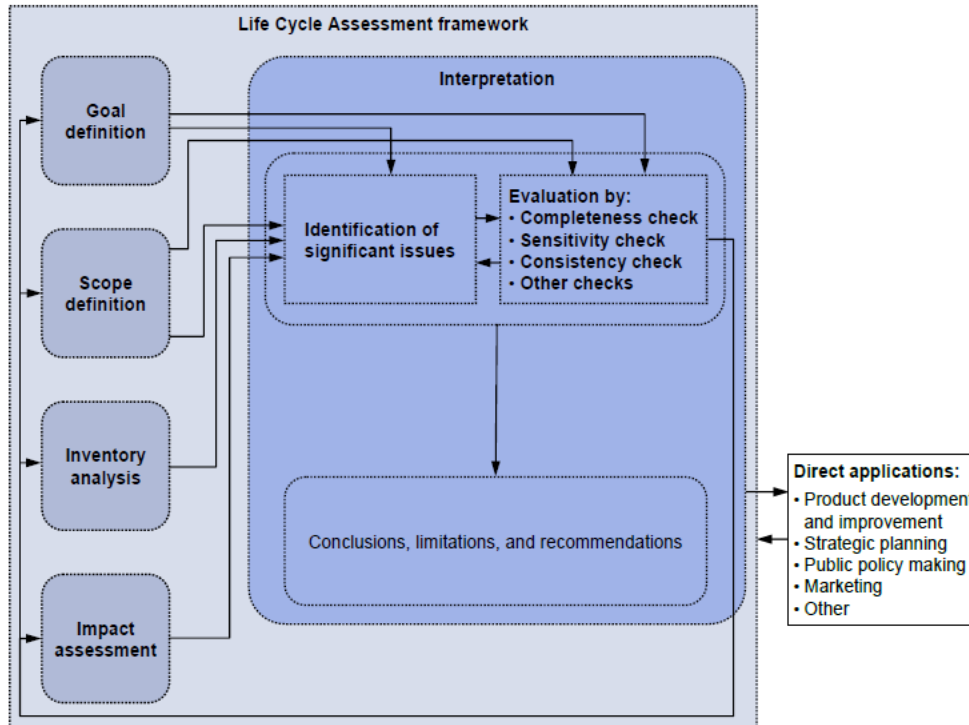 Life Cycle Assessment framework
Goal
definition
Interpretation
Identification of
significant issues
Evaluation by:
• Completeness check
• Sensitivity check
• Consistency check
• Other checks
Scope
definition
Inventory
analysis
Conclusions, limitations, and recommendations
Impact
assessment
Direct applications:
• Product development
and improvement
• Strategic planning
• Public policy making
• Marketing
• Other